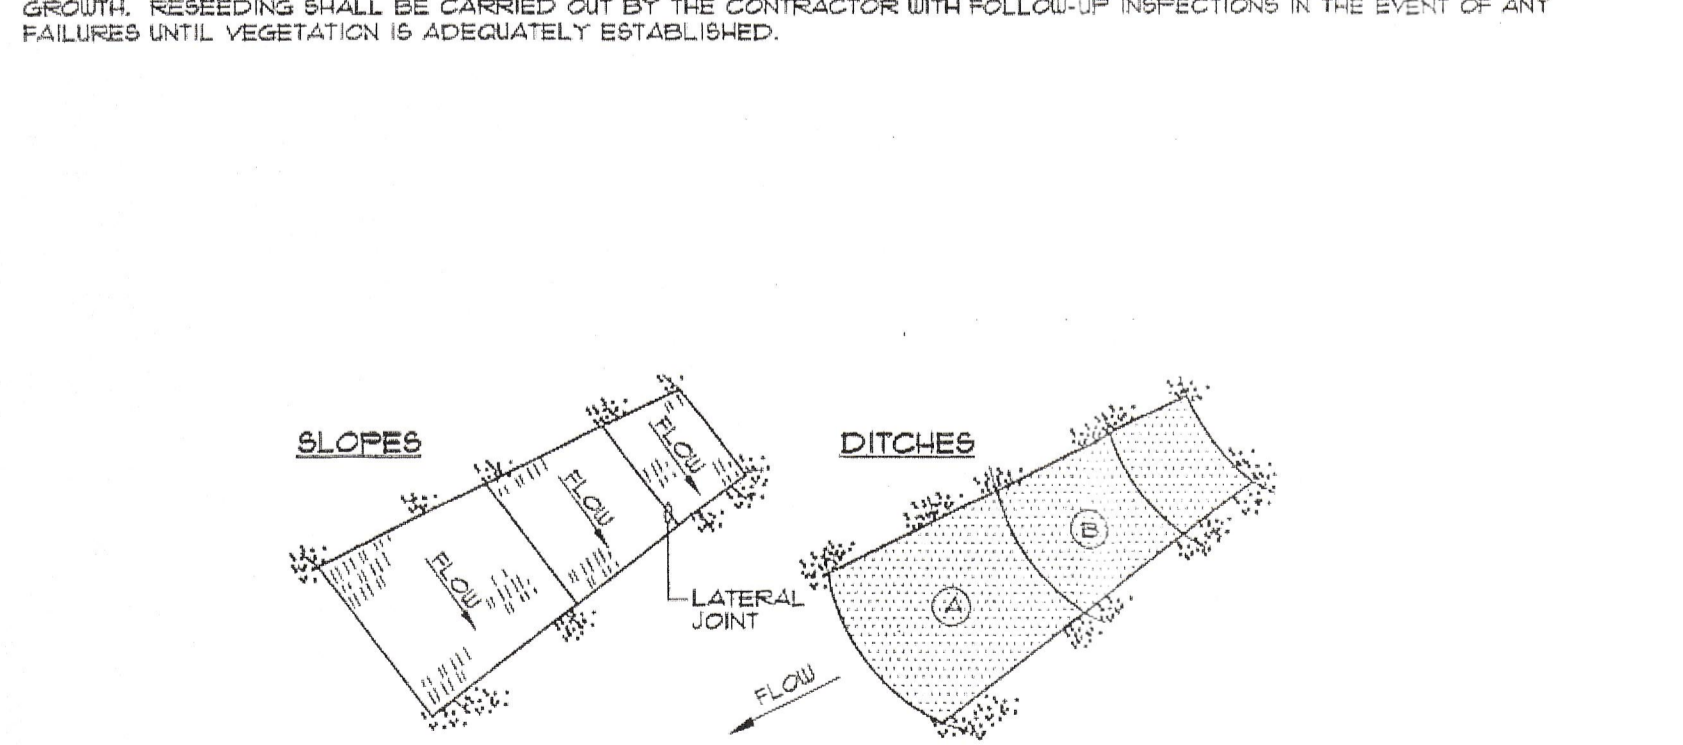 GROWTH. RESEEDING SHALL BE CARRIED OUT BY THE CONTRACTOR WITH FOLLOW-UP INSPECTIONS IN THE EVENT OF ANY
FAILURES UNTIL VEGETATION IS ADEQUATELY ESTABLISHED.
SLOPES
FLOW
FLOW
FLOW
LATERAL
JOINT
DITCHES
A
B
FLOW